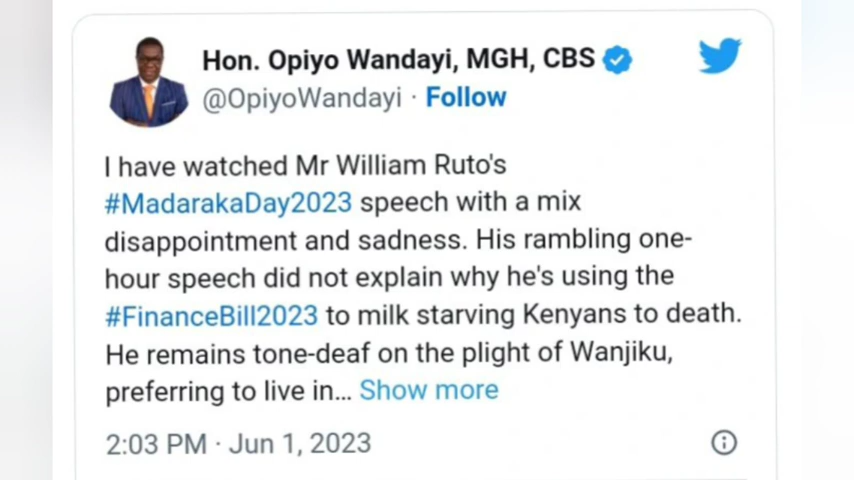 Hon. Opiyo Wandayi, MGH, CBS
@OpiyoWandayi · Follow
I have watched Mr William Ruto's
#MadarakaDay2023 speech with a mix
disappointment and sadness. His rambling one-
hour speech did not explain why he's using the
#FinanceBill2023 to milk starving Kenyans to death.
He remains tone-deaf on the plight of Wanjiku,
preferring to live in... Show more
2:03 PM · Jun 1, 2023